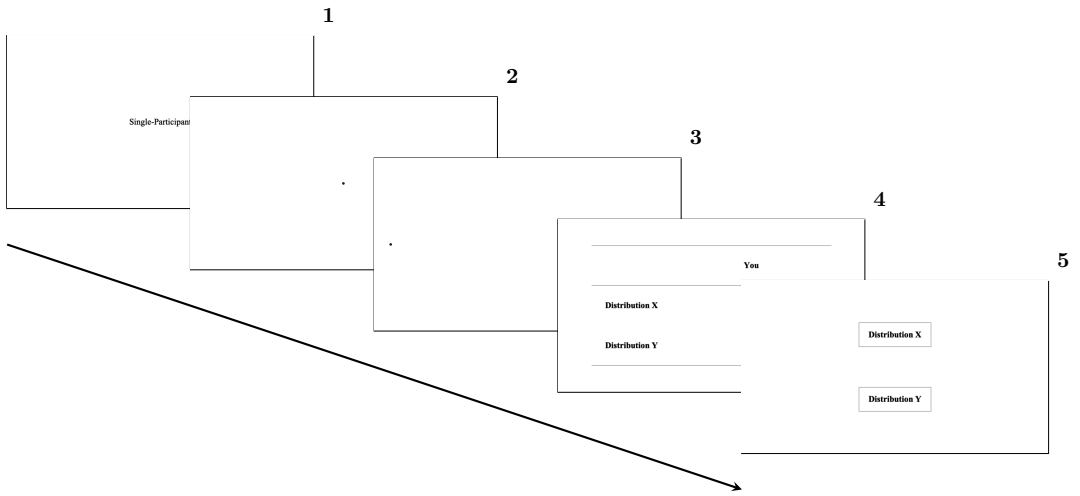 1
Single-Participant
2
3
4
You
Distribution X
Distribution Y
5
Distribution X
Distribution Y